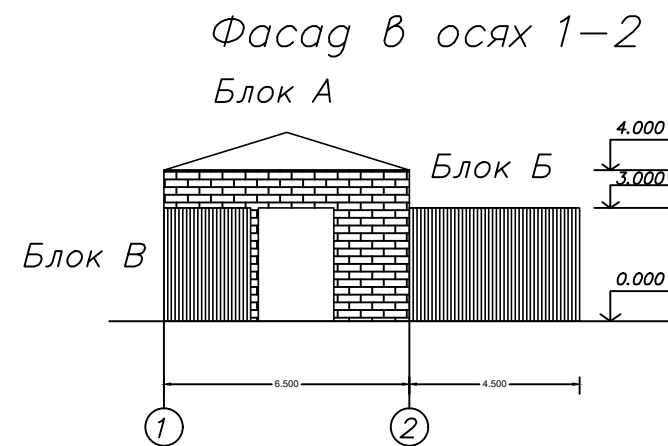 Фасад в осях 1-2
Блок А
4.000
Блок Б
3.000
Блок В
0.000
6.500
4.500
1
2